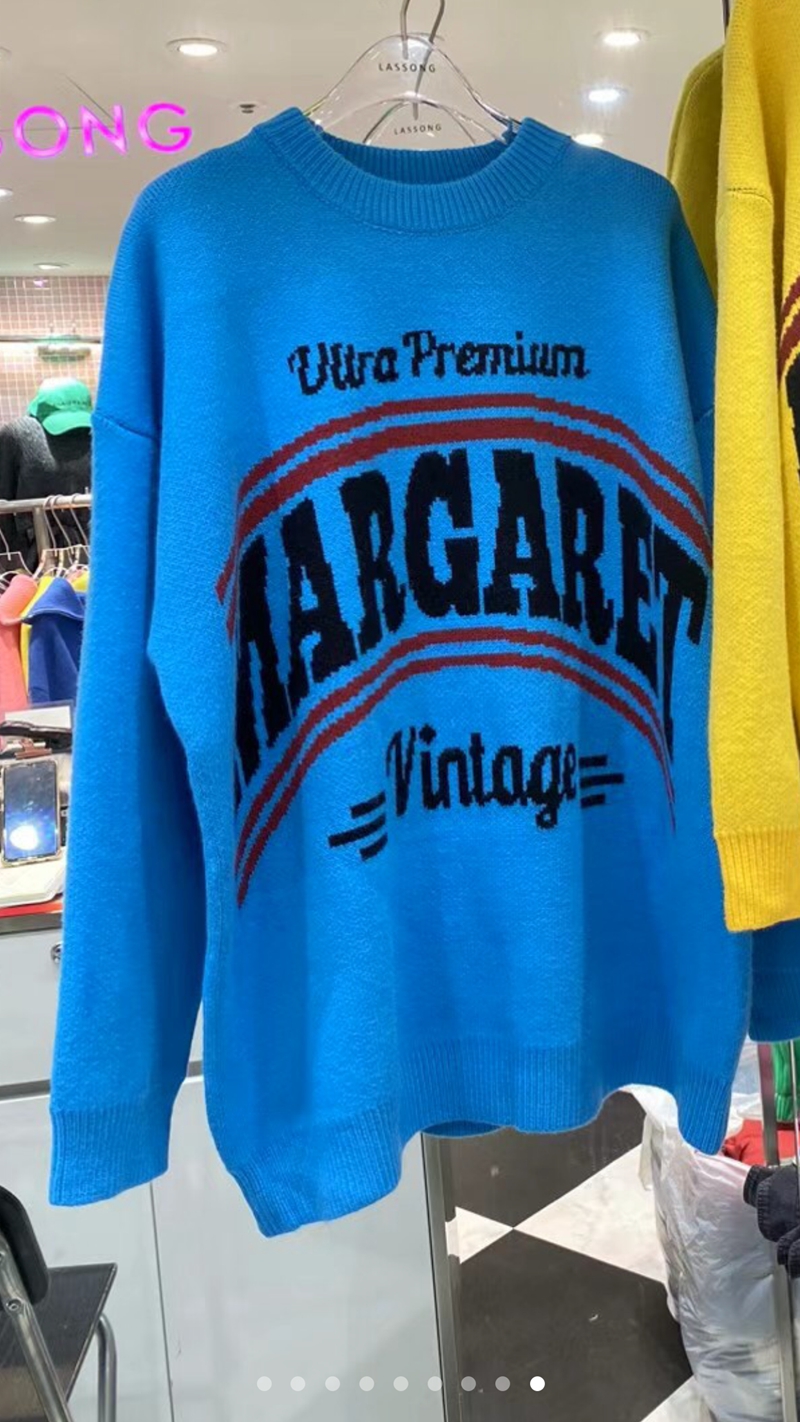 LASSONG
LASSONG
SONG
Ultra Premium
MARGARET
Vintage